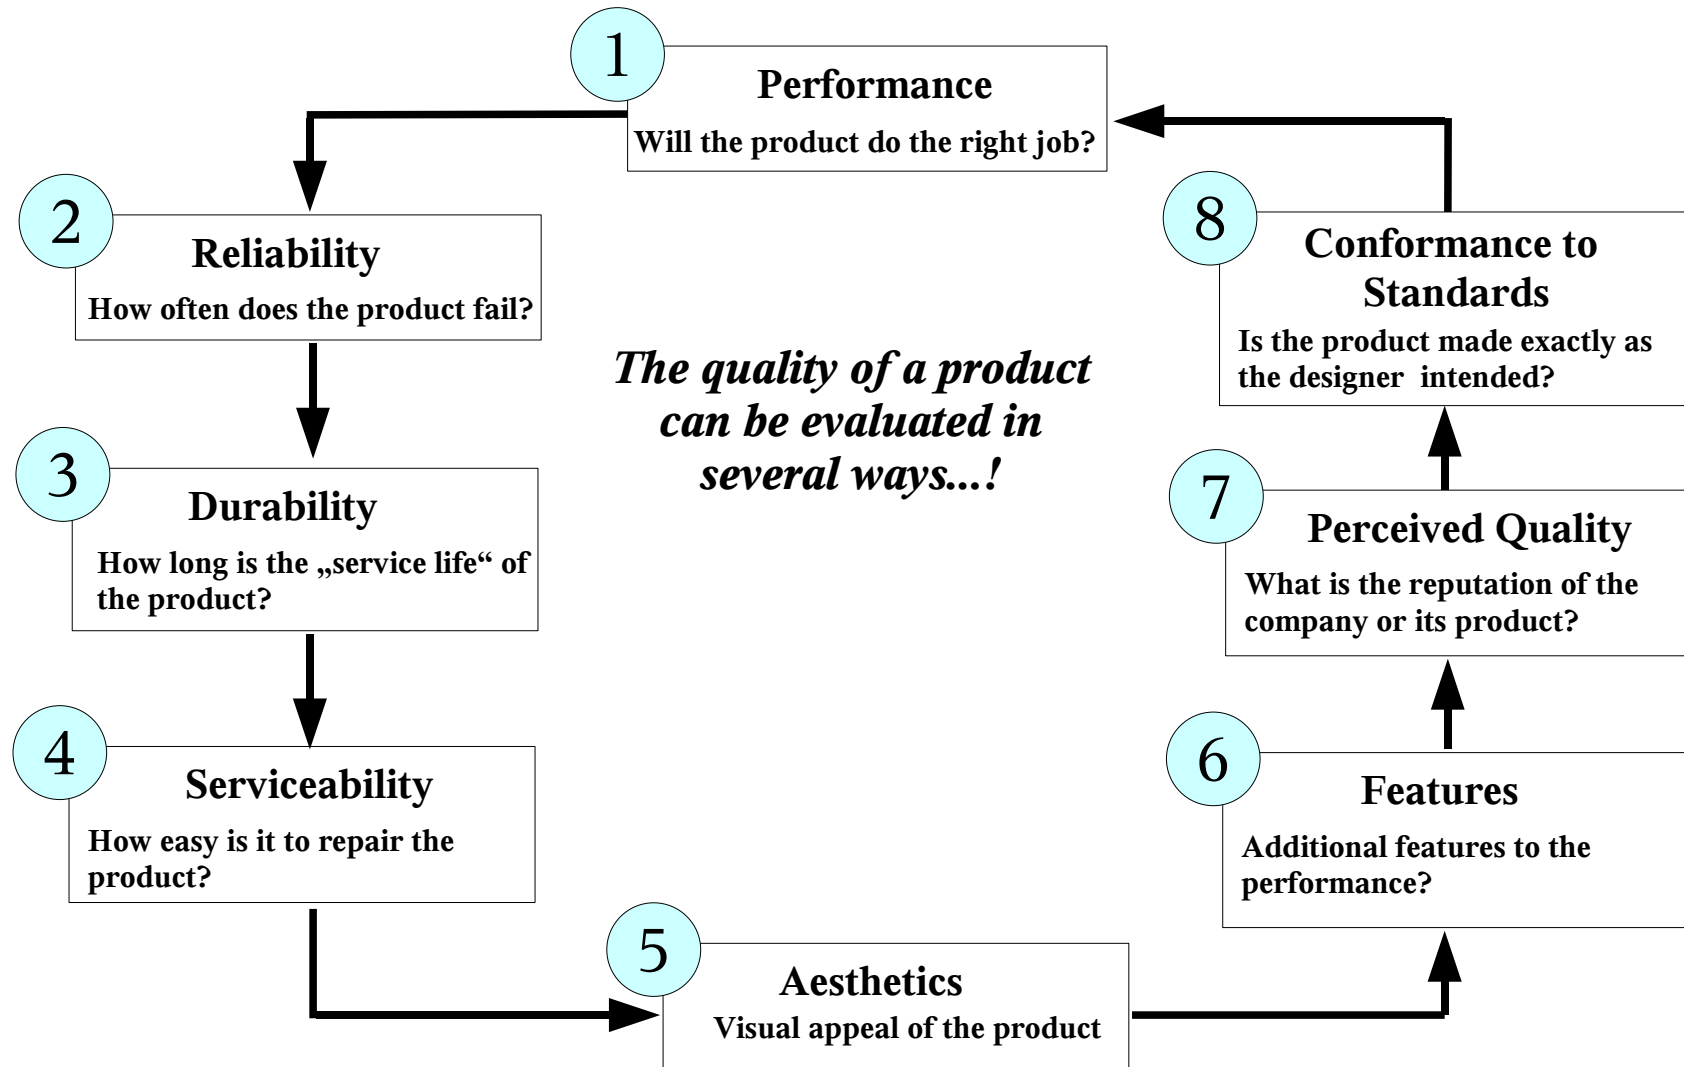 1
Performance
Will the product do the right job?
2
Reliability
How often does the product fail?
3
Durability
How long is the „service life“ of
the product?
4
Serviceability
How easy is it to repair the
product?
5
Aesthetics
Visual appeal of the product
6
Features
Additional features to the
performance?
7
Perceived Quality
What is the reputation of the
company or its product?
8
Conformance to
Standards
Is the product made exactly as
the designer intended?
The quality of a product
can be evaluated in
several ways...!